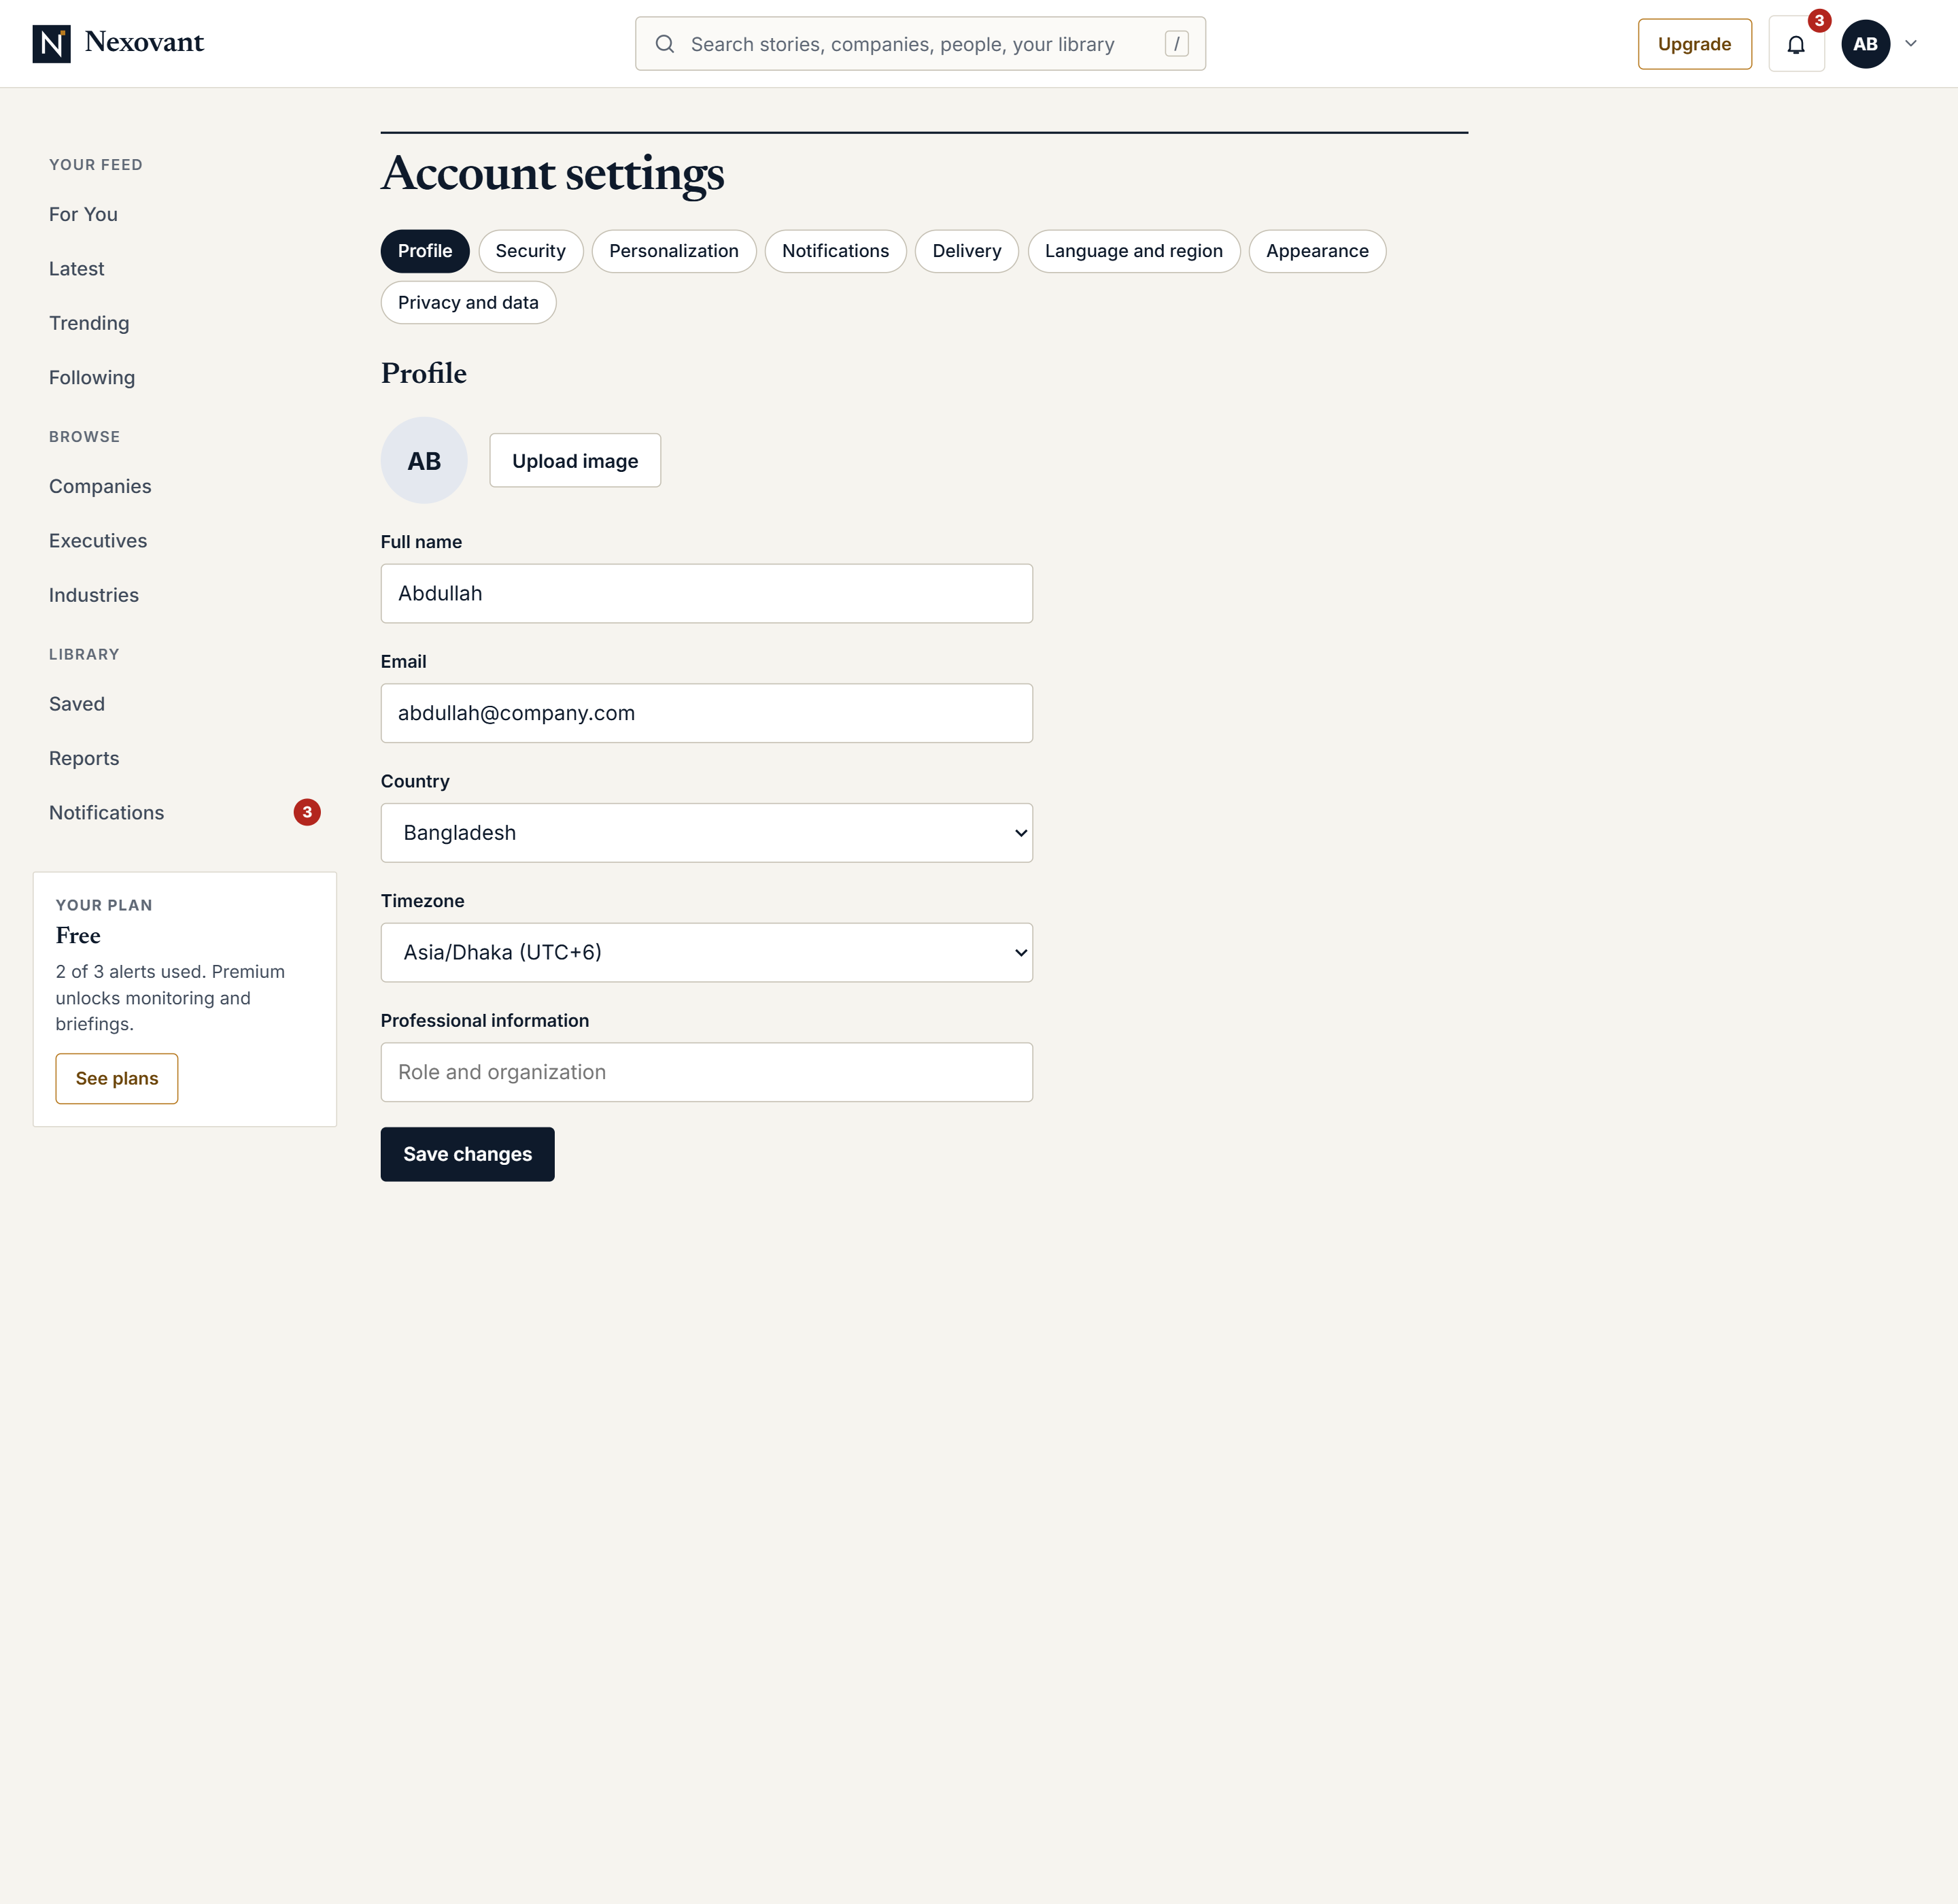 N Nexovant
Search stories, companies, people, your library /
Upgrade
3
AB
YOUR FEED
For You
Latest
Trending
Following
BROWSE
Companies
Executives
Industries
LIBRARY
Saved
Reports
Notifications 3
YOUR PLAN
Free
2 of 3 alerts used. Premium
unlocks monitoring and
briefings.
See plans
Account settings
Profile Security Personalization Notifications Delivery Language and region Appearance
Privacy and data
Profile
AB Upload image
Full name
Abdullah
Email
abdullah@company.com
Country
Bangladesh
Timezone
Asia/Dhaka (UTC+6)
Professional information
Role and organization
Save changes